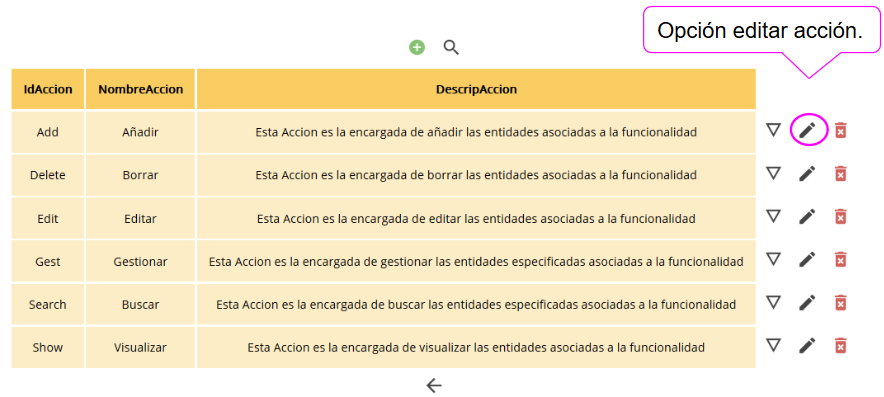 Opción editar acción.
IdAccion NombreAccion DescripAccion
Add Añadir Esta Accion es la encargada de añadir las entidades asociadas a la funcionalidad
Delete Borrar Esta Accion es la encargada de borrar las entidades asociadas a la funcionalidad
Edit Editar Esta Accion es la encargada de editar las entidades asociadas a la funcionalidad
Gest Gestionar Esta Accion es la encargada de gestionar las entidades especificadas asociadas a la funcionalidad
Search Buscar Esta Accion es la encargada de buscar las entidades especificadas asociadas a la funcionalidad
Show Visualizar Esta Accion es la encargada de visualizar las entidades asociadas a la funcionalidad